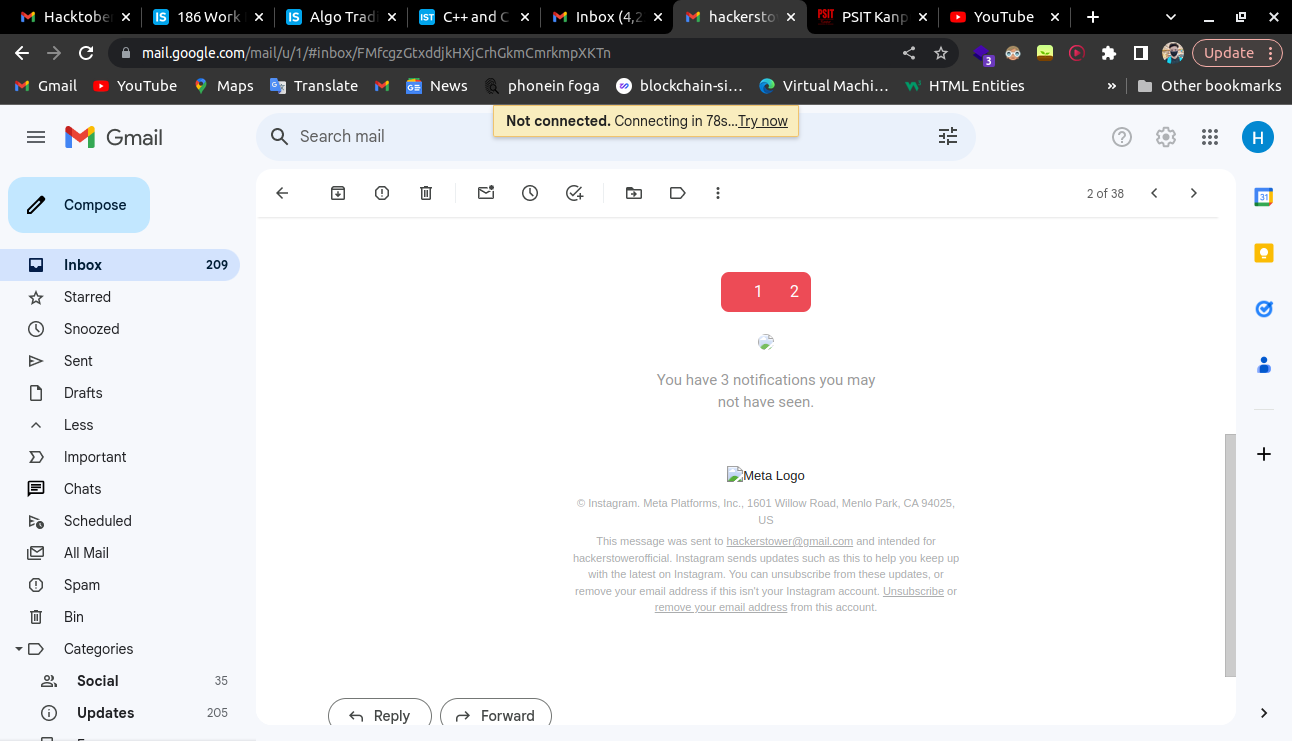 Hacktobe
186 Work
Algo Tradi
C++ and C
Inbox (4,2
hackerstow
PSIT Kanp
YouTube
mail.google.com/mail/u/1/#inbox/FMfcgzGtxddjkHXjCrhGkmCmrkmpXKTn
3
Update
Gmail
YouTube
Maps
Translate
News
phonein foga
blockchain-si...
Virtual Machi...
HTML Entities
»
Other bookmarks
Gmail
Search mail
Not connected. Connecting in 78s...Try now
H
Compose
2 of 38
Inbox 209
Starred
Snoozed
Sent
Drafts
Less
Important
Chats
Scheduled
All Mail
Spam
Bin
Categories
Social 35
Updates 205
1 2
You have 3 notifications you may
not have seen.
Meta Logo
© Instagram. Meta Platforms, Inc., 1601 Willow Road, Menlo Park, CA 94025,
US
This message was sent to hackerstower@gmail.com and intended for
hackerstowerofficial. Instagram sends updates such as this to help you keep up
with the latest on Instagram. You can unsubscribe from these updates, or
remove your email address if this isn't your Instagram account. Unsubscribe or
remove your email address from this account.
Reply
Forward
31